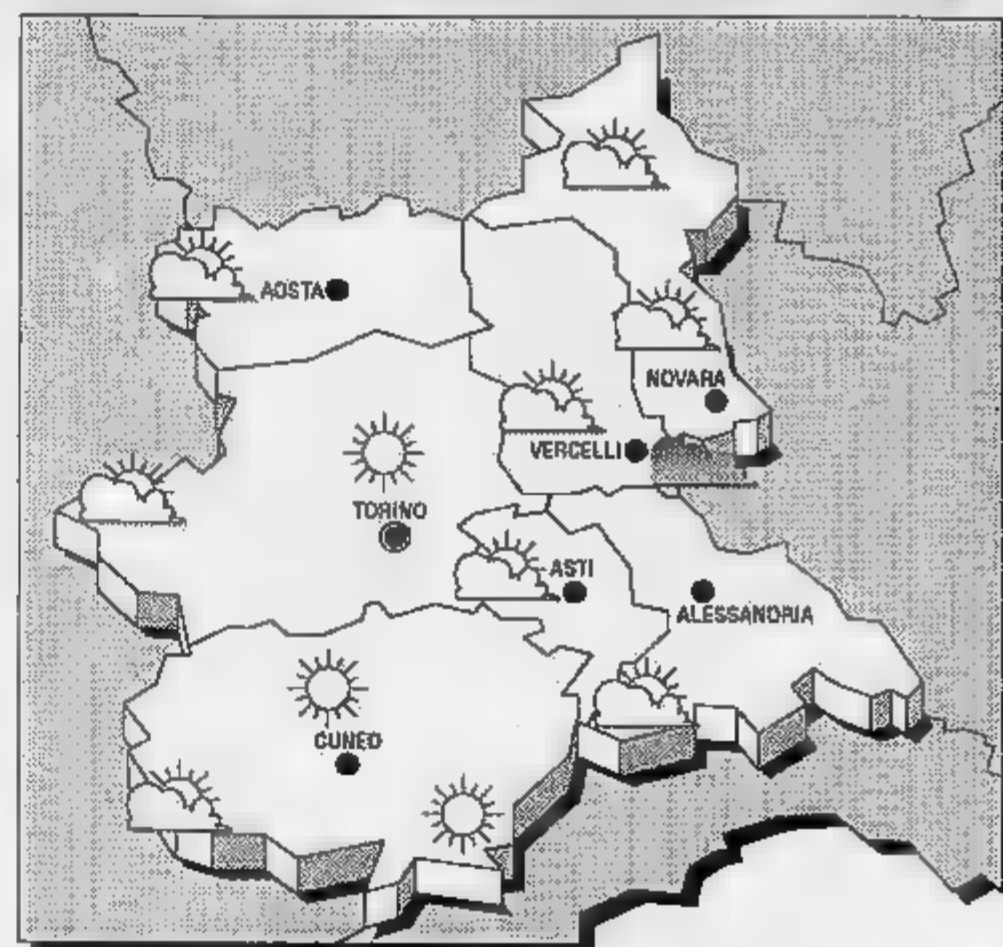 AOSTA
NOVARA
VERCELLI
TORINO
ASTI
ALESSANDRIA
CUNEO